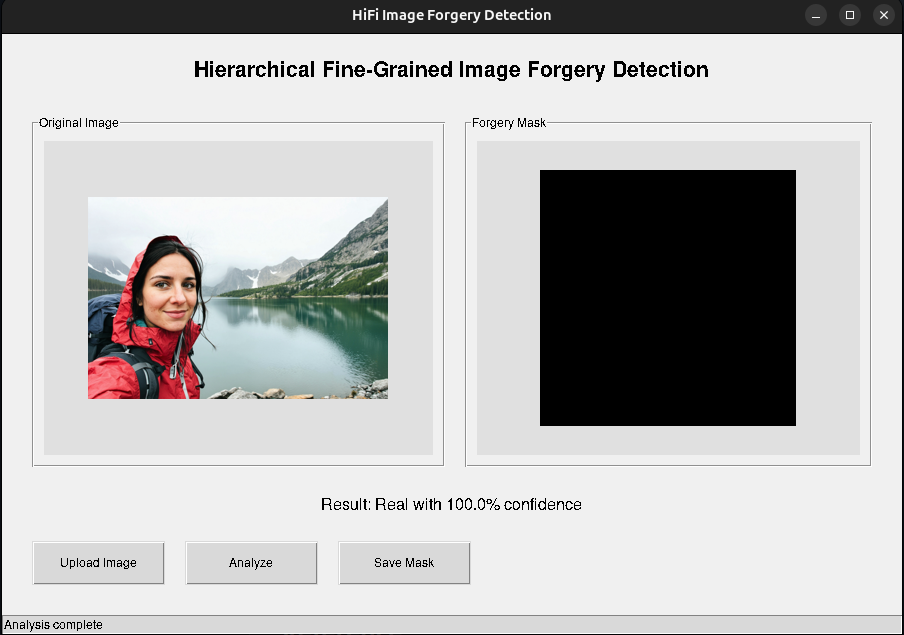 HiFi Image Forgery Detection
Hierarchical Fine-Grained Image Forgery Detection
Original Image
Forgery Mask
Result: Real with 100.0% confidence
Upload Image
Analyze
Save Mask
Analysis complete